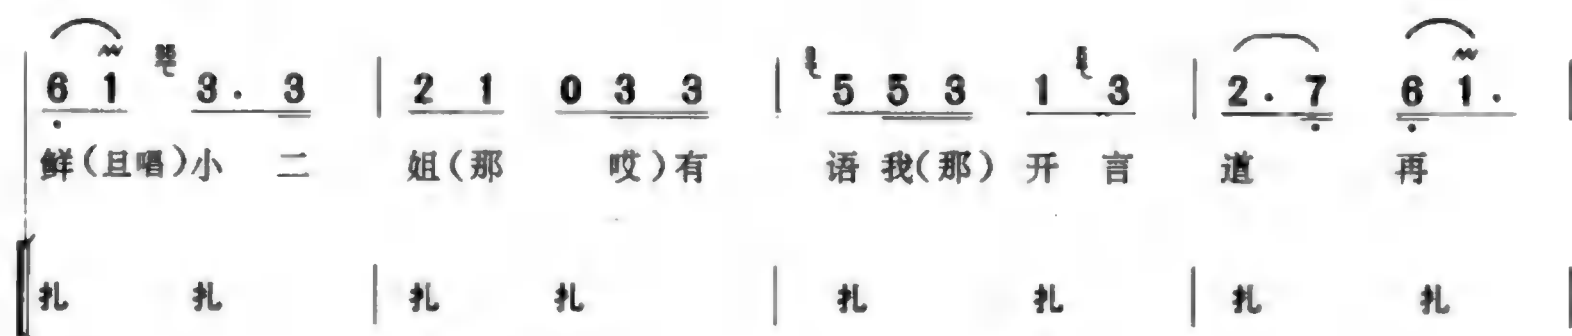 6 1 3. 3 | 2 1 0 3 3 | 5 5 3 1 3 | 2. 7 6 1. |
鲜(旦唱)小 二 姐(那 哎)有 语 我(那) 开 言 道 再
扎 扎 | 扎 扎 | 扎 扎 | 扎 扎 |